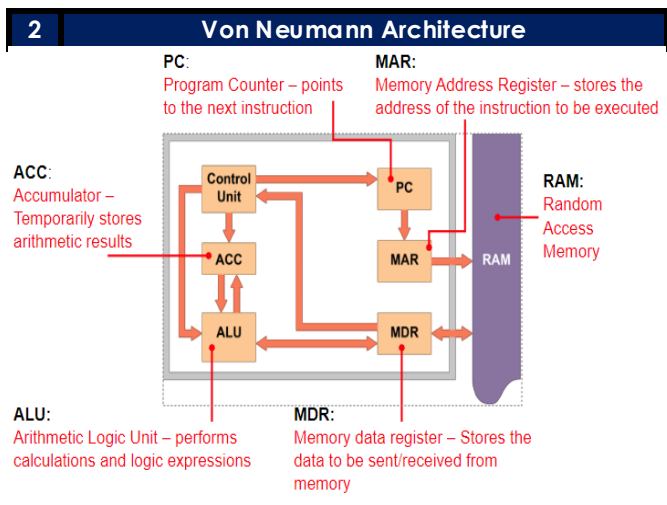 2 Von Neumann Architecture
PC:
Program Counter – points
to the next instruction
MAR:
Memory Address Register – stores the
address of the instruction to be executed
ACC:
Accumulator –
Temporarily stores
arithmetic results
Control
Unit
PC
ACC
MAR
RAM
ALU
MDR
RAM:
Random
Access
Memory
ALU:
Arithmetic Logic Unit – performs
calculations and logic expressions
MDR:
Memory data register – Stores the
data to be sent/received from
memory